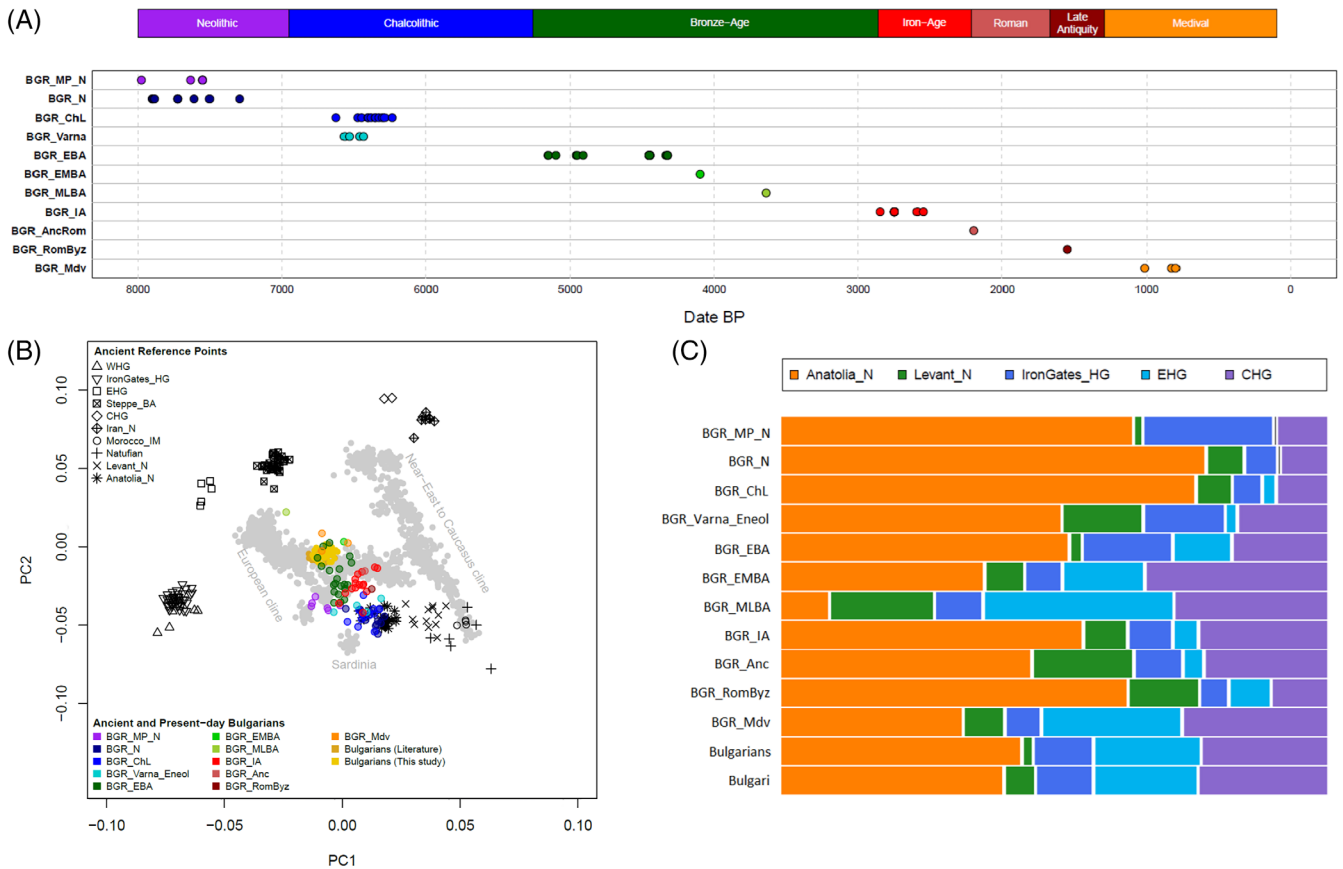 (A)
Neolithic Chalcolithic Bronze-Age Iron-Age Roman Late Antiquity Medival
BGR_MP_N
BGR_N
BGR_ChL
BGR_Varna
BGR_EBA
BGR_EMBA
BGR_MLBA
BGR_IA
BGR_AncRom
BGR_RomByz
BGR_Mdv
8000 7000 6000 5000 4000 3000 2000 1000 0
Date BP
(B)
Ancient Reference Points
WHG
IronGates_HG
EHG
Steppe_BA
CHG
Iran_N
Morocco_IM
Natufian
Levant_N
Anatolia_N
0.10
0.05
0.00
−0.05
−0.10
PC2
Near-East to Caucasus cline
European cline
Sardinia
Ancient and Present-day Bulgarians
BGR_MP_N BGR_EMBA BGR_Mdv
BGR_N BGR_MLBA Bulgarians (Literature)
BGR_ChL BGR_IA Bulgarians (This study)
BGR_Varna_Eneol BGR_Anc
BGR_EBA BGR_RomByz
−0.10 −0.05 0.00 0.05 0.10
PC1
(C)
Anatolia_N Levant_N IronGates_HG EHG CHG
BGR_MP_N
BGR_N
BGR_ChL
BGR_Varna_Eneol
BGR_EBA
BGR_EMBA
BGR_MLBA
BGR_IA
BGR_Anc
BGR_RomByz
BGR_Mdv
Bulgarians
Bulgari